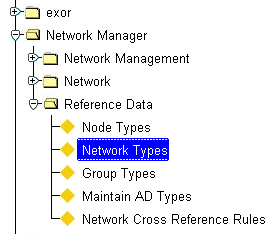 exor
Network Manager
Network Management
Network
Reference Data
Node Types
Network Types
Group Types
Maintain AD Types
Network Cross Reference Rules